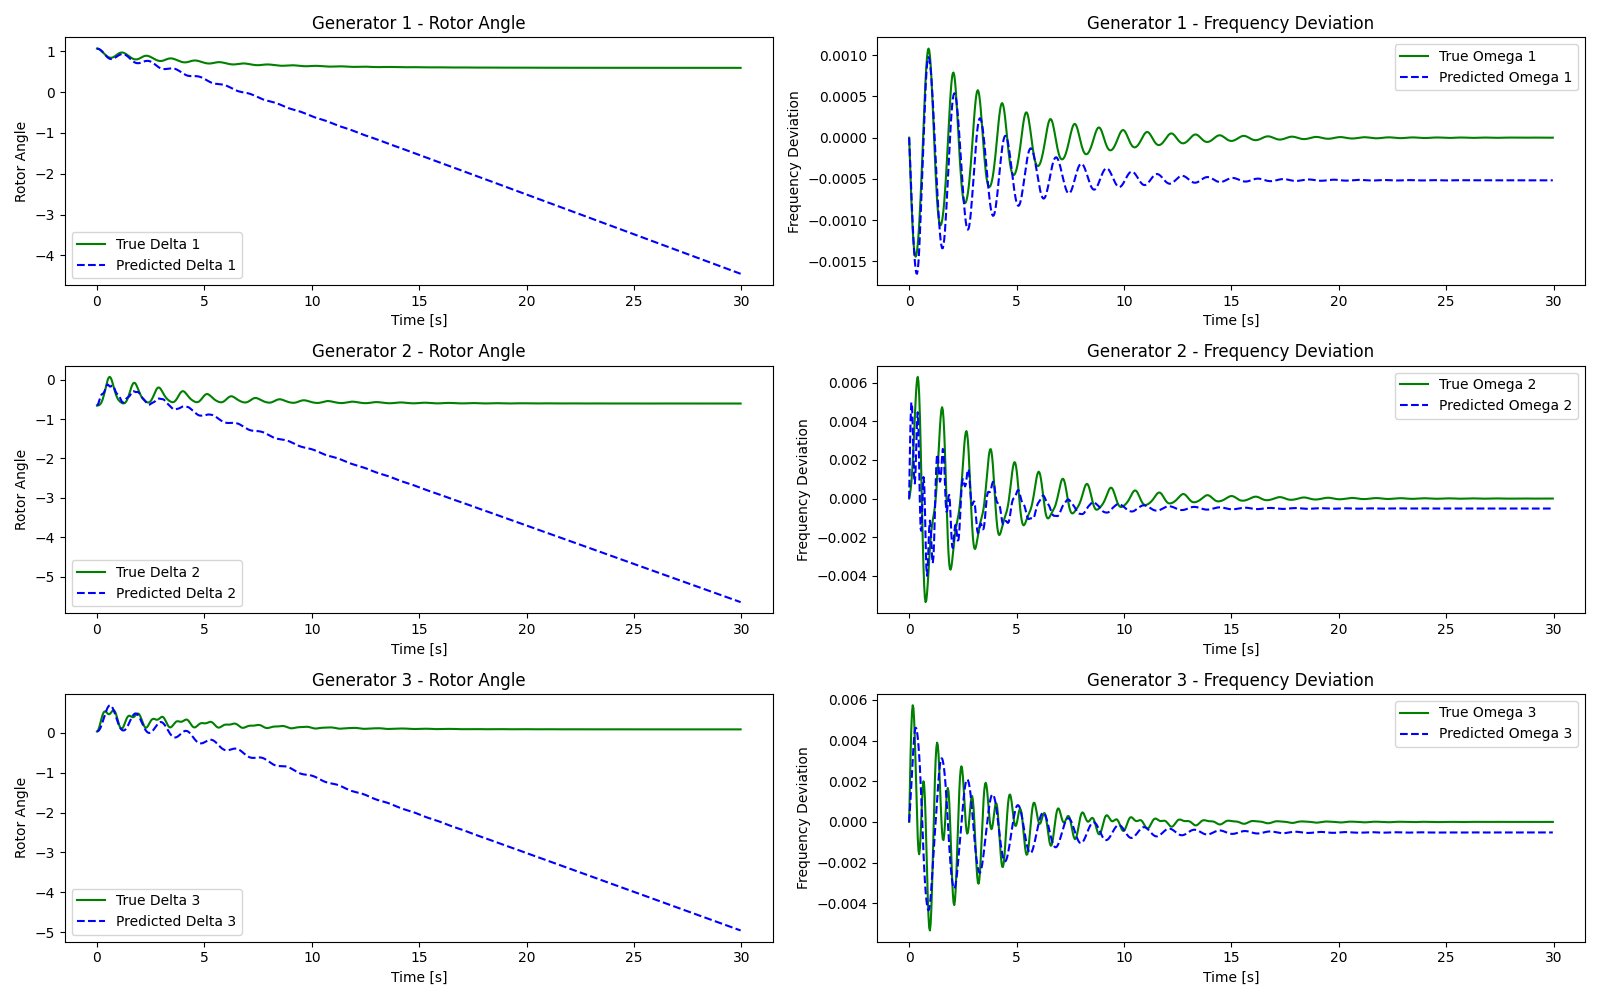 Generator 1 - Rotor Angle
Rotor Angle
1
0
−1
−2
−3
−4
True Delta 1
Predicted Delta 1
0 5 10 15 20 25 30
Time [s]
Generator 1 - Frequency Deviation
Frequency Deviation
0.0010
0.0005
0.0000
−0.0005
−0.0010
−0.0015
True Omega 1
Predicted Omega 1
0 5 10 15 20 25 30
Time [s]
Generator 2 - Rotor Angle
Rotor Angle
0
−1
−2
−3
−4
−5
True Delta 2
Predicted Delta 2
0 5 10 15 20 25 30
Time [s]
Generator 2 - Frequency Deviation
Frequency Deviation
0.006
0.004
0.002
0.000
−0.002
−0.004
True Omega 2
Predicted Omega 2
0 5 10 15 20 25 30
Time [s]
Generator 3 - Rotor Angle
Rotor Angle
0
−1
−2
−3
−4
−5
True Delta 3
Predicted Delta 3
0 5 10 15 20 25 30
Time [s]
Generator 3 - Frequency Deviation
Frequency Deviation
0.006
0.004
0.002
0.000
−0.002
−0.004
True Omega 3
Predicted Omega 3
0 5 10 15 20 25 30
Time [s]